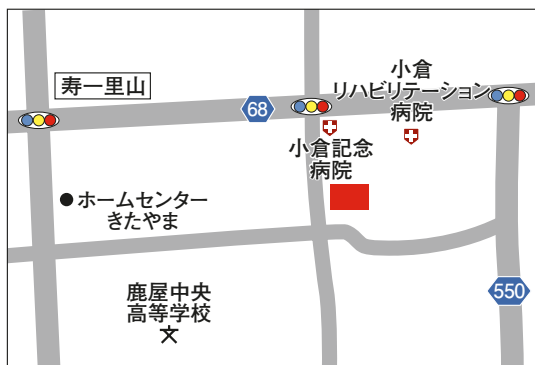 寿一里山
68
小倉
リハビリテーション
病院
小倉記念
病院
ホームセンター
きたやま
550
鹿屋中央
高等学校